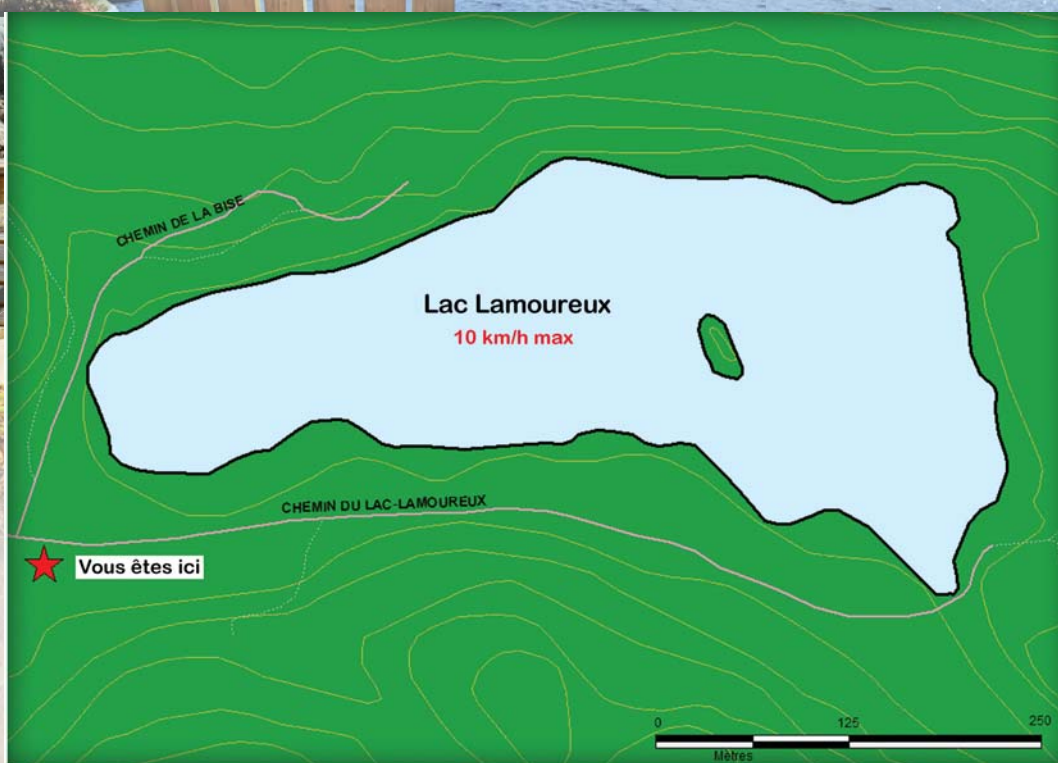 CHEMIN DE LA BISE
Lac Lamoureux
10 km/h max
CHEMIN DU LAC-LAMOUREUX
Vous êtes ici
0 125 250
Mètres